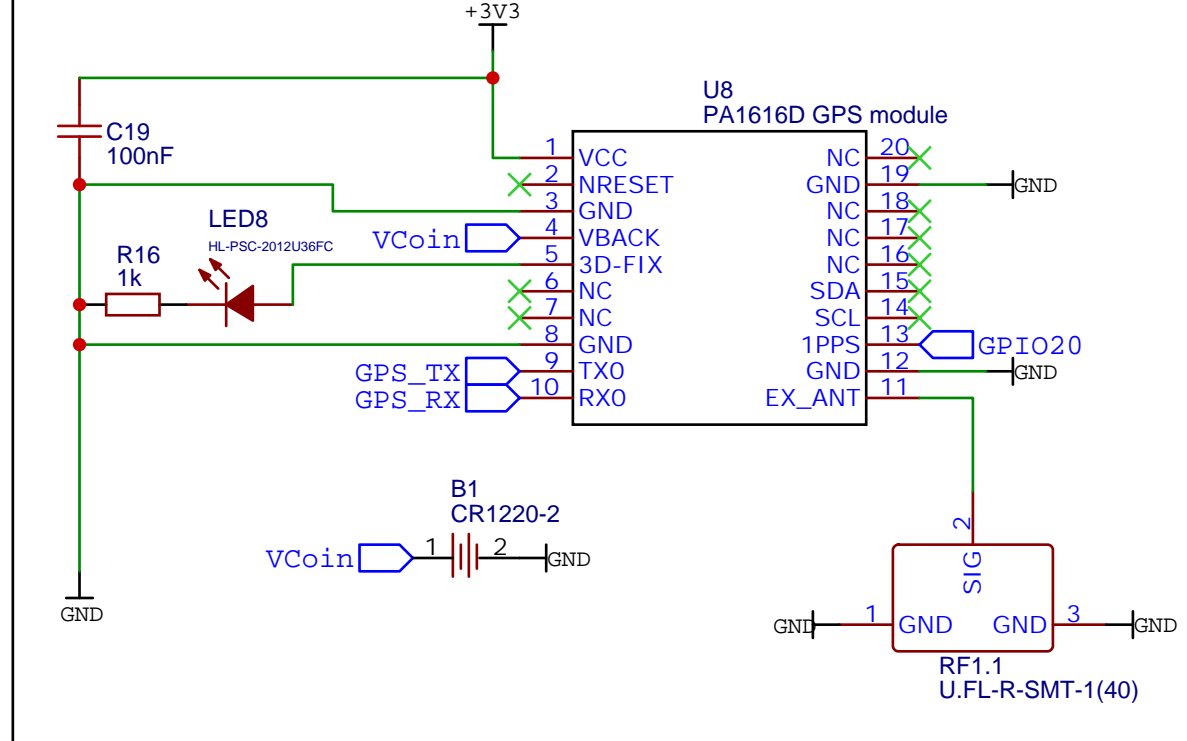 +3V3
C19
100nF
U8
PA1616D GPS module
1 VCC
2 NRESET
3 GND
4 VBACK
5 3D-FIX
6 NC
7 NC
8 GND
9 TX0
10 RX0
NC 20
GND 19
NC 18
NC 17
NC 16
SDA 15
SCL 14
1PPS 13
GND 12
EX_ANT 11
GND
GPIO20
GND
VCoin
LED8
HL-PSC-2012U36FC
R16
1k
GPS_TX
GPS_RX
B1
CR1220-2
VCoin 1 2 GND
GND
2
SIG
GND 1 GND GND 3 GND
RF1.1
U.FL-R-SMT-1(40)